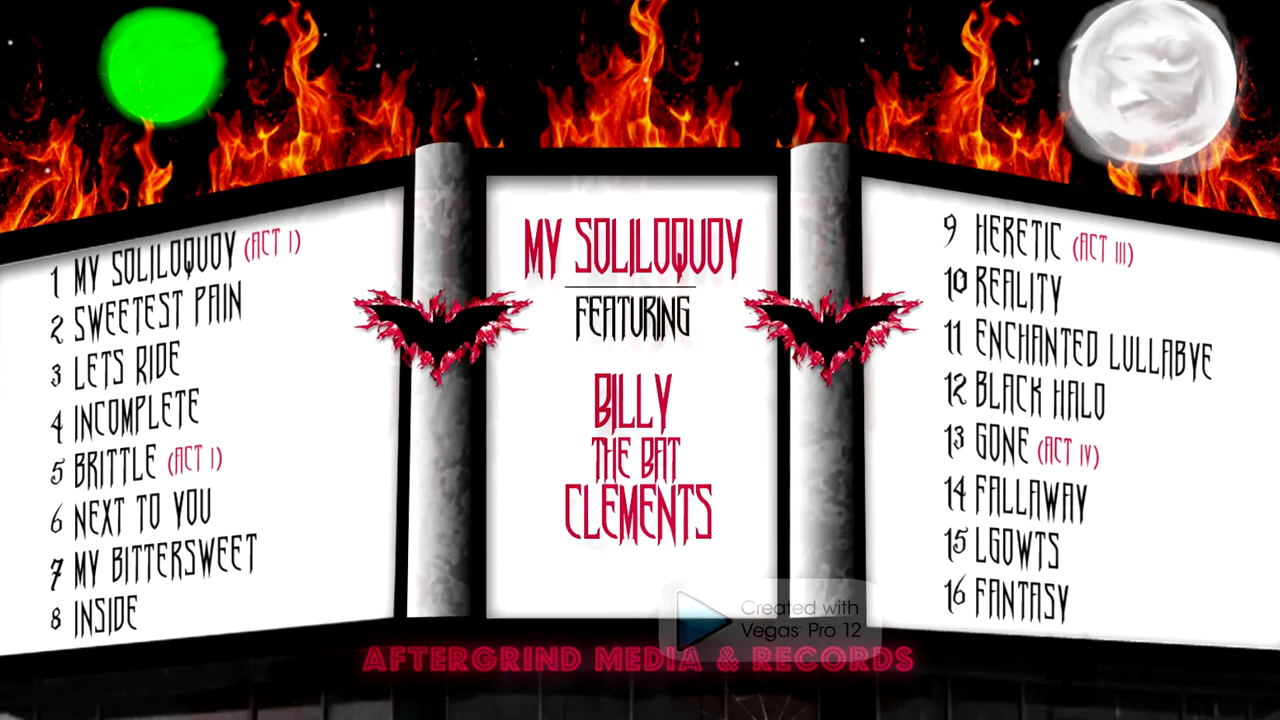 1 MY SOLILOQUOY (ACT I)
2 SWEETEST PAIN
3 LETS RIDE
4 INCOMPLETE
5 BRITTLE (ACT I)
6 NEXT TO YOU
7 MY BITTERSWEET
8 INSIDE
MY SOLILOQUOY
FEATURING
BILLY
THE BAT
CLEMENTS
9 HERETIC (ACT III)
10 REALITY
11 ENCHANTED LULLABYE
12 BLACK HALO
13 GONE (ACT IV)
14 FALLAWAY
15 LGOWTS
16 FANTASY
Created with
Vegas™ Pro 12
AFTERGRIND MEDIA & RECORDS